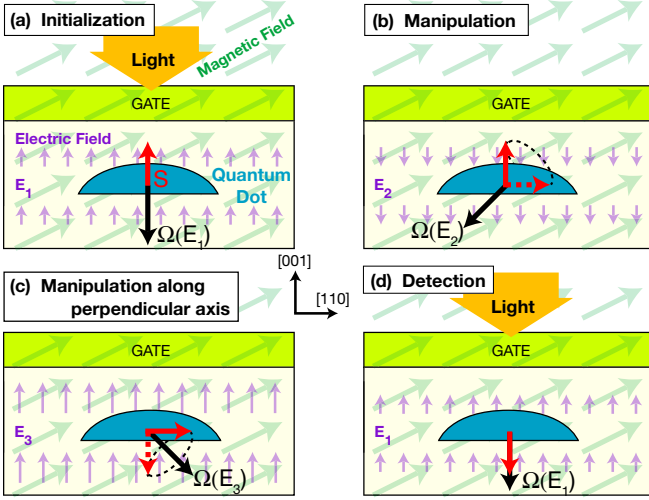 (a) Initialization
Light
Magnetic Field
GATE
Electric Field
E1
S
Quantum
Dot
Ω(E1)
(b) Manipulation
GATE
E2
Ω(E2)
[001]
[110]
(c) Manipulation along
perpendicular axis
GATE
E3
Ω(E3)
(d) Detection
Light
GATE
E1
Ω(E1)